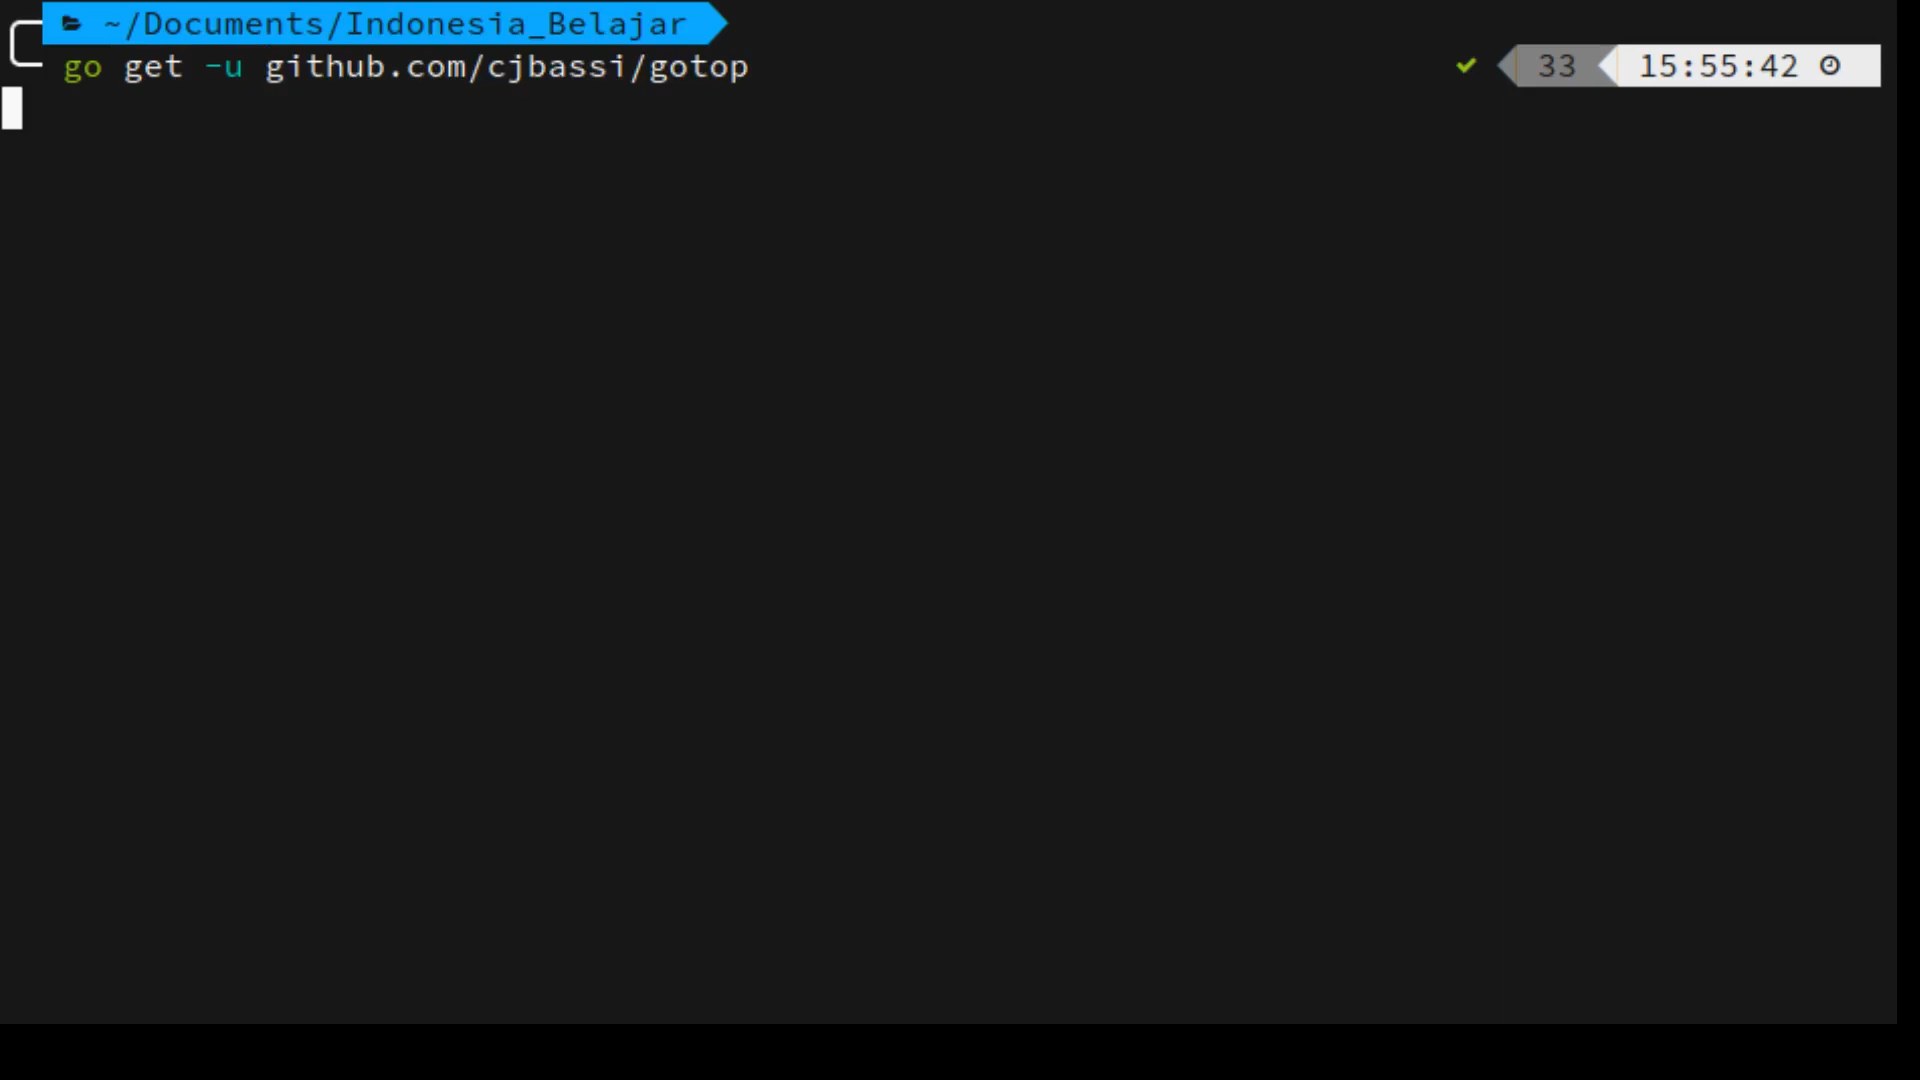 ~/Documents/Indonesia_Belajar
go get -u github.com/cjbassi/gotop ✔ 33 15:55:42